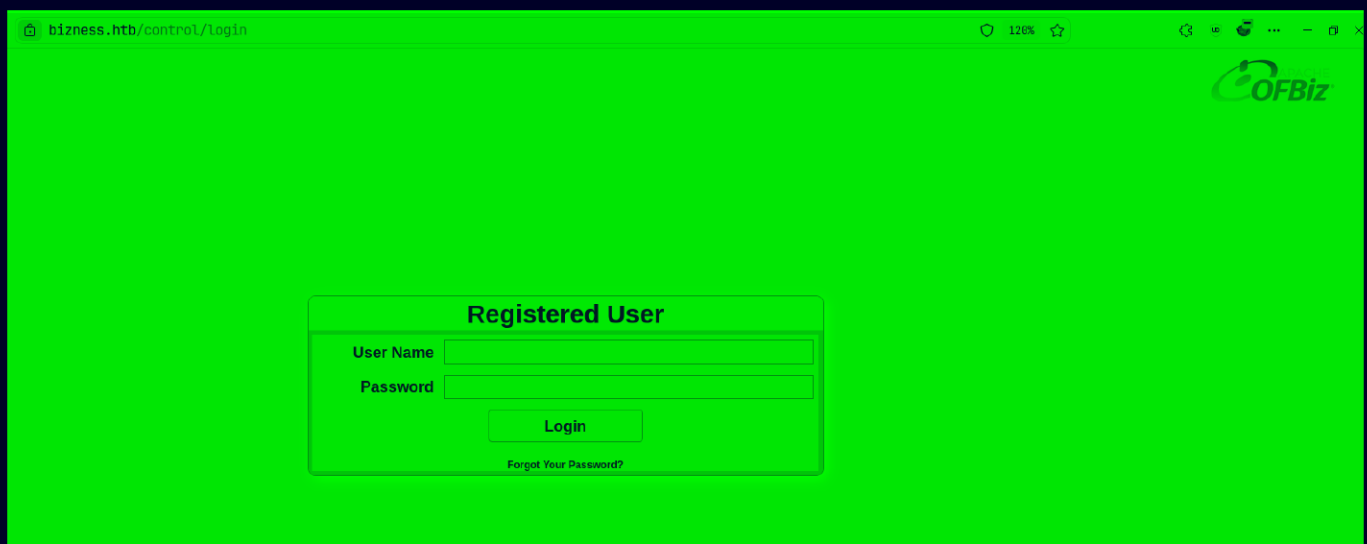 bizness.htb/control/login
120%
OFBiz
Registered User
User Name
Password
Login
Forgot Your Password?